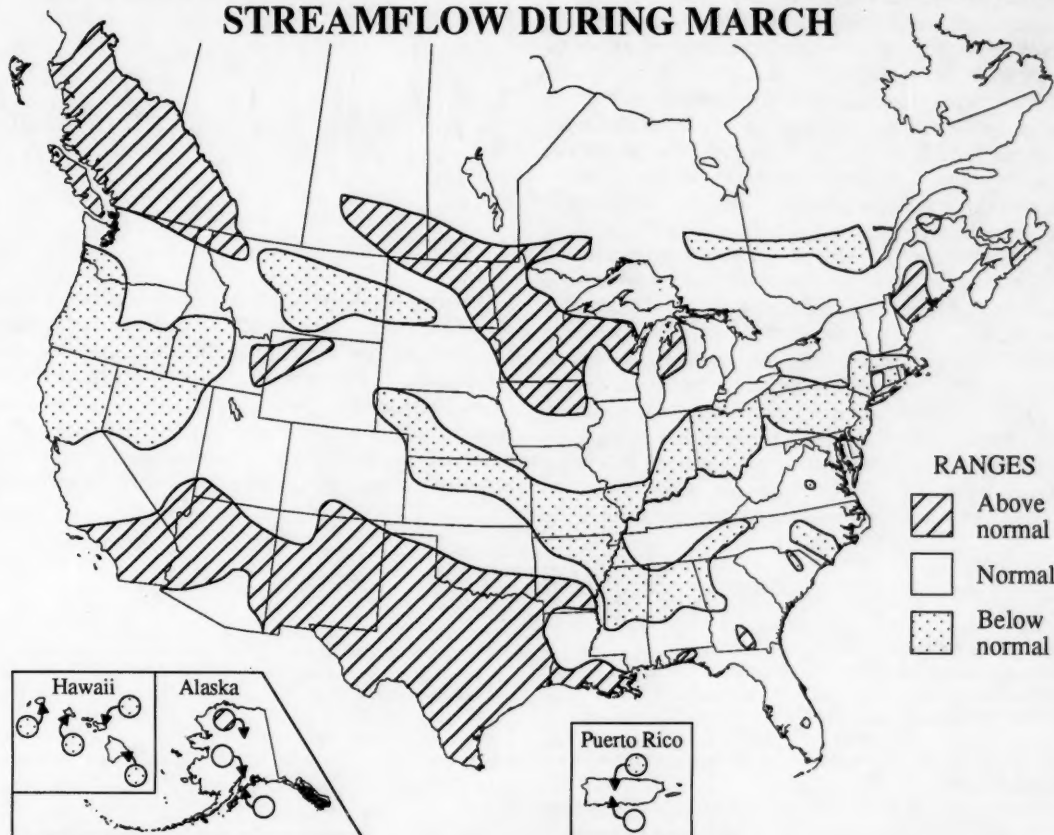 STREAMFLOW DURING MARCH
RANGES
Above
normal
Normal
Below
normal
Hawaii
Alaska
Puerto Rico